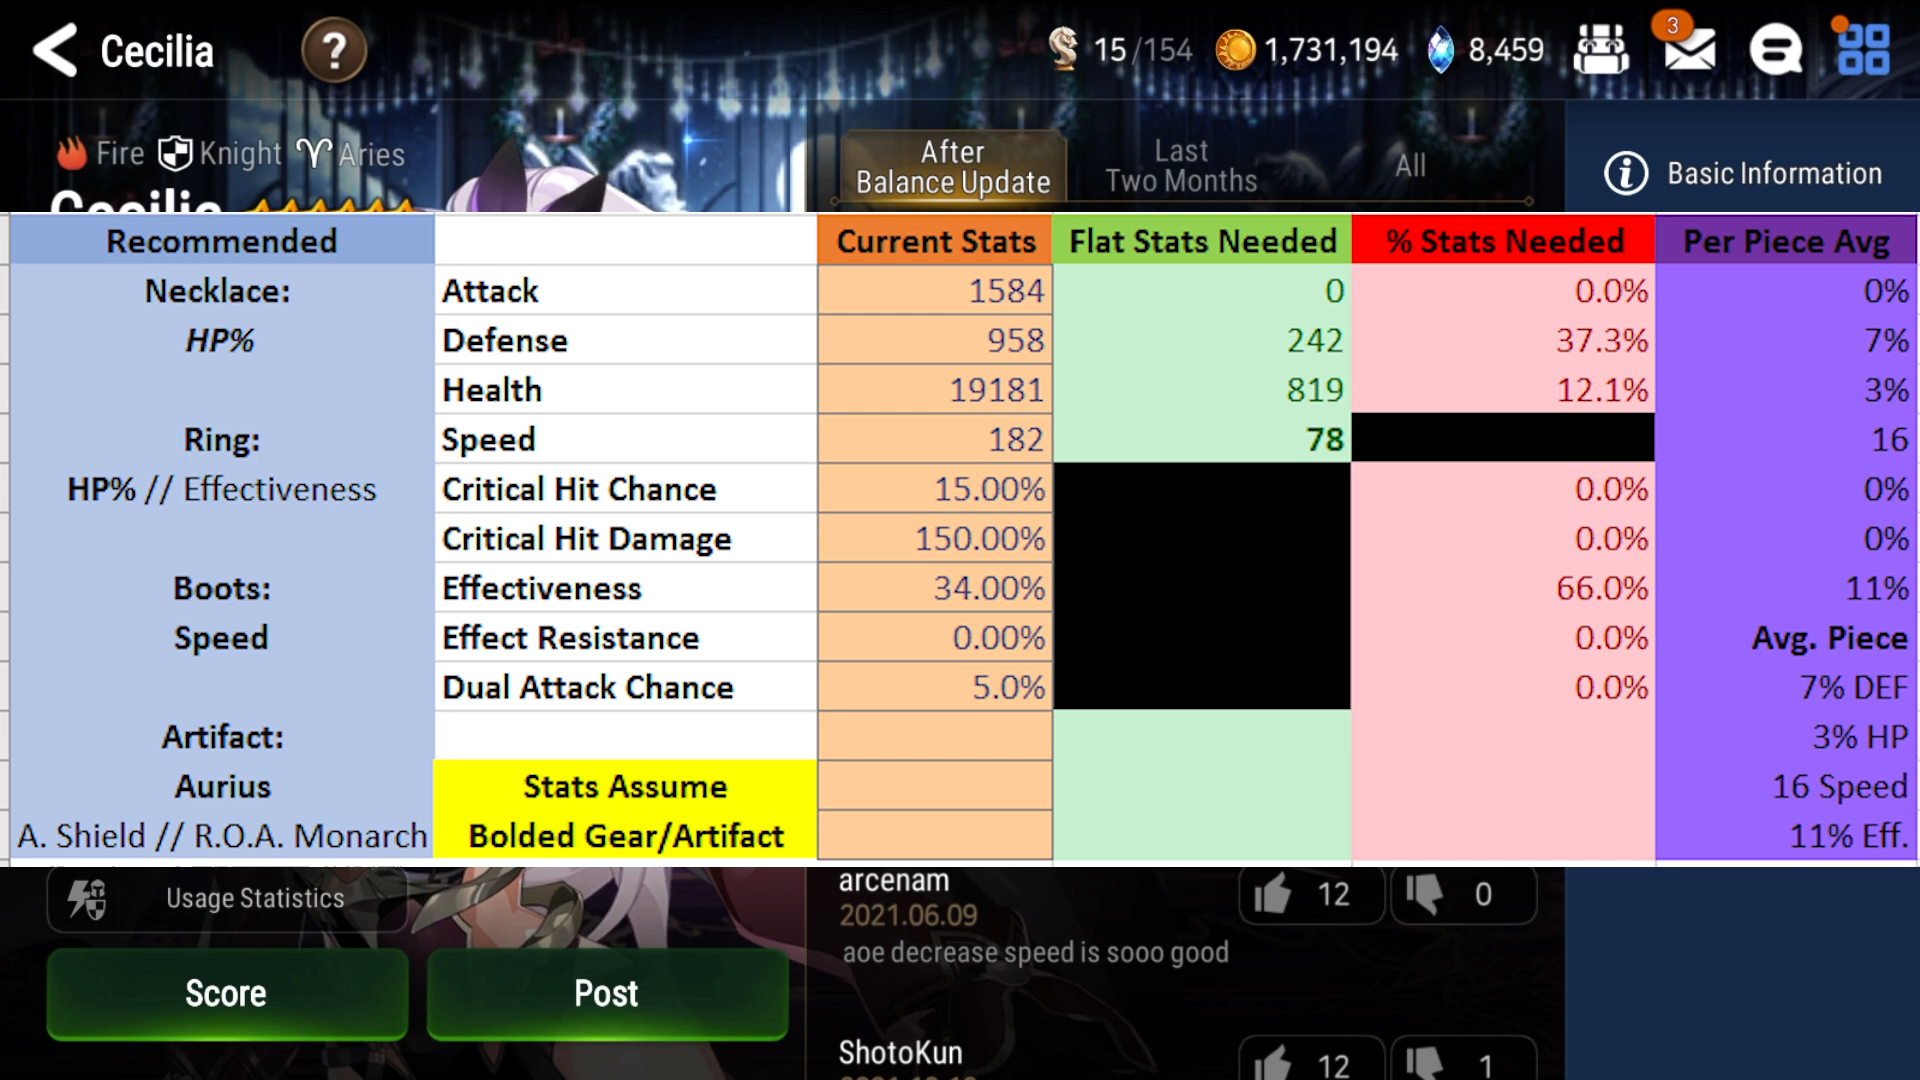 Cecilia
?
15/154
1,731,194
8,459
3
Fire Knight Aries
Cecilia
After
Balance Update
Last
Two Months
All
Basic Information
Recommended Current Stats Flat Stats Needed % Stats Needed Per Piece Avg
Necklace: Attack 1584 0 0.0% 0%
HP% Defense 958 242 37.3% 7%
Health 19181 819 12.1% 3%
Ring: Speed 182 78 16
HP% // Effectiveness Critical Hit Chance 15.00% 0.0% 0%
Critical Hit Damage 150.00% 0.0% 0%
Boots: Effectiveness 34.00% 66.0% 11%
Speed Effect Resistance 0.00% 0.0% Avg. Piece
Dual Attack Chance 5.0% 0.0% 7% DEF
Artifact: 3% HP
Aurius Stats Assume 16 Speed
A. Shield // R.O.A. Monarch Bolded Gear/Artifact 11% Eff.
Usage Statistics
Score
Post
arcenam
2021.06.09
aoe decrease speed is sooo good
12
0
ShotoKun
12
1